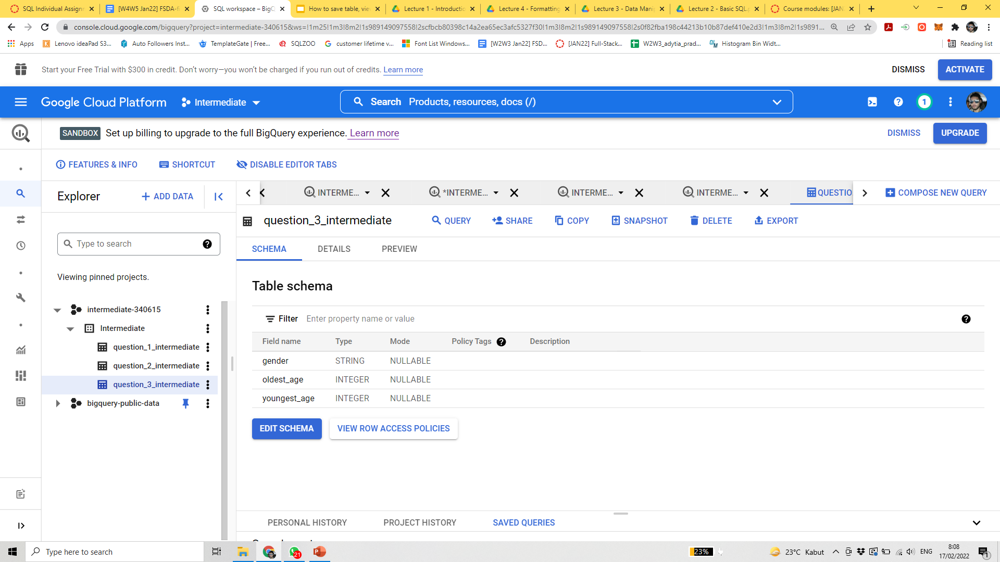 SQL Individual Assignm
[W4W5 Jan22] FSDA-fi
SQL workspace – BigQ
How to save table, vie
Lecture 1 - Introductio
Lecture 4 - Formatting
Lecture 3 - Data Mani
Lecture 2 - Basic SQL.
Course modules: [JAN
console.cloud.google.com/bigquery?project=intermediate-340615&ws=!1m25!1m3!8m2!1s989149097558!2scfbcb80398c14a2ea65ec3afc5327f30!1m3!8m2!1s989149097558!2s0f82fba198c44213b10b87def410e2d3!1m3!8m2!1s9891...
Apps
Lenovo ideaPad S3...
Auto Followers Inst...
TemplateGate | Free...
SQLZOO
customer lifetime v...
Font List Windows...
[W2W3 Jan22] FSD...
[JAN22] Full-Stack...
W2W3_adytia_prad...
Histogram Bin Widt...
Reading list
Start your Free Trial with $300 in credit. Don't worry—you won't be charged if you run out of credits. Learn more
DISMISS
ACTIVATE
Google Cloud Platform
Intermediate
Search Products, resources, docs (/)
1
SANDBOX Set up billing to upgrade to the full BigQuery experience. Learn more
DISMISS
UPGRADE
FEATURES & INFO
SHORTCUT
DISABLE EDITOR TABS
Explorer
ADD DATA
INTERME...
*INTERME...
INTERME...
INTERME...
QUESTIO
COMPOSE NEW QUERY
question_3_intermediate
QUERY
SHARE
COPY
SNAPSHOT
DELETE
EXPORT
Type to search
SCHEMA
DETAILS
PREVIEW
Viewing pinned projects.
intermediate-340615
Intermediate
question_1_intermediate
question_2_intermediate
question_3_intermediate
bigquery-public-data
Table schema
Filter Enter property name or value
Field name Type Mode Policy Tags Description
gender STRING NULLABLE
oldest_age INTEGER NULLABLE
youngest_age INTEGER NULLABLE
EDIT SCHEMA
VIEW ROW ACCESS POLICIES
PERSONAL HISTORY
PROJECT HISTORY
SAVED QUERIES
Type here to search
21
23%
23°C Kabut
ENG
8:08
17/02/2022
1